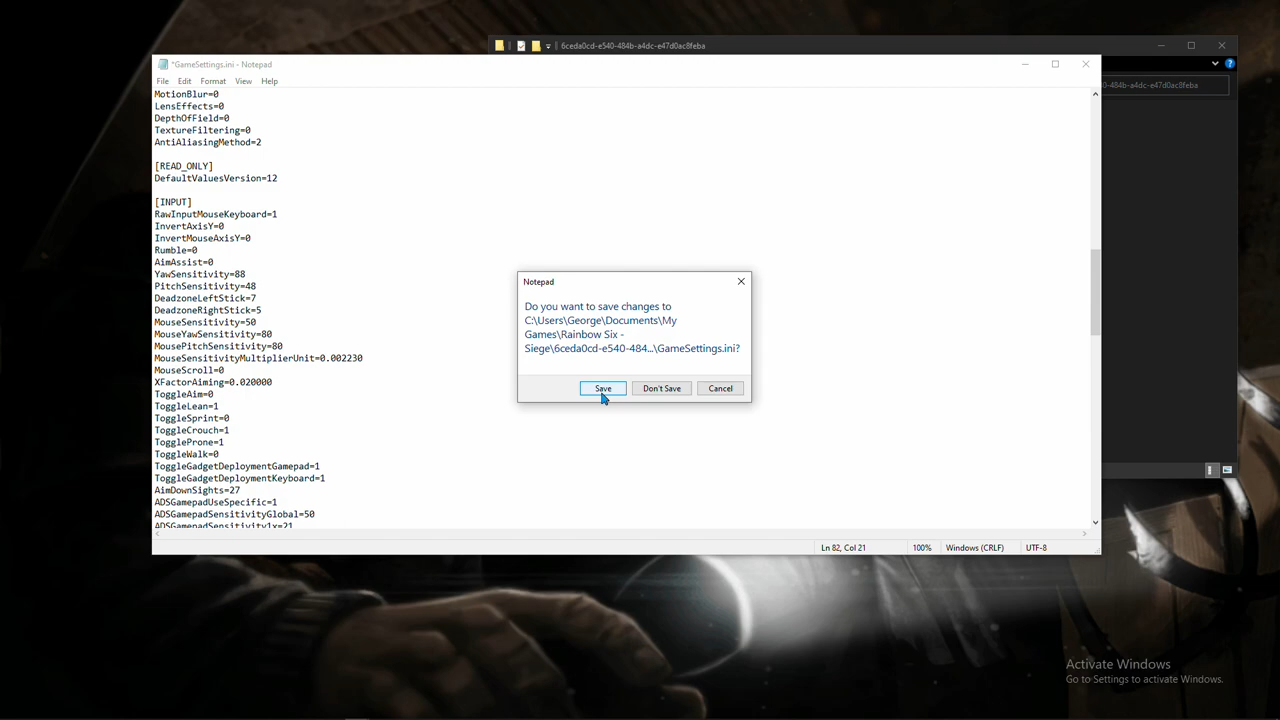 6ceda0cd-e540-484b-a4dc-e47d0ac8feba
*GameSettings.ini - Notepad
File Edit Format View Help
0-484b-a4dc-e47d0ac8feba
MotionBlur=0
LensEffects=0
DepthOfField=0
TextureFiltering=0
AntiAliasingMethod=2
[READ_ONLY]
DefaultValuesVersion=12
[INPUT]
RawInputMouseKeyboard=1
InvertAxisY=0
InvertMouseAxisY=0
Rumble=0
AimAssist=0
YawSensitivity=88
PitchSensitivity=48
DeadzoneLeftStick=7
DeadzoneRightStick=5
MouseSensitivity=50
MouseYawSensitivity=80
MousePitchSensitivity=80
MouseSensitivityMultiplierUnit=0.002230
MouseScroll=0
XFactorAiming=0.020000
ToggleAim=0
ToggleLean=1
ToggleSprint=0
ToggleCrouch=1
ToggleProne=1
ToggleWalk=0
ToggleGadgetDeploymentGamepad=1
ToggleGadgetDeploymentKeyboard=1
AimDownSights=27
ADSGamepadUseSpecific=1
ADSGamepadSensitivityGlobal=50
ADSGamepadSensitivity1x=21
Notepad
Do you want to save changes to
C:\Users\George\Documents\My
Games\Rainbow Six -
Siege\6ceda0cd-e540-484...\GameSettings.ini?
Save Don't Save Cancel
Ln 82, Col 21 100% Windows (CRLF) UTF-8
Activate Windows
Go to Settings to activate Windows.